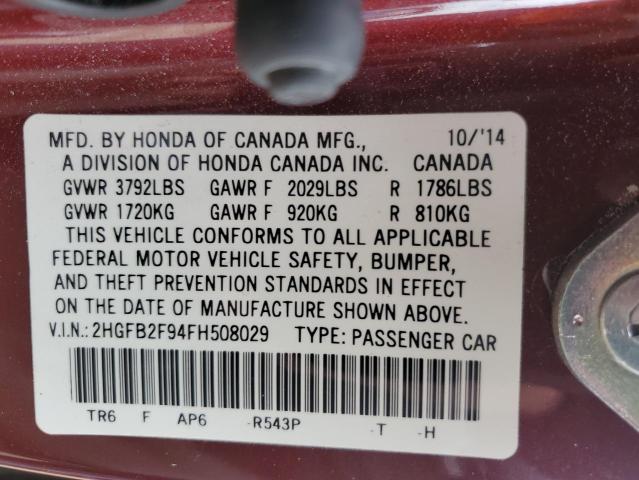 MFD. BY HONDA OF CANADA MFG., 10/'14
A DIVISION OF HONDA CANADA INC. CANADA
GVWR 3792LBS GAWR F 2029LBS R 1786LBS
GVWR 1720KG GAWR F 920KG R 810KG
THIS VEHICLE CONFORMS TO ALL APPLICABLE
FEDERAL MOTOR VEHICLE SAFETY, BUMPER,
AND THEFT PREVENTION STANDARDS IN EFFECT
ON THE DATE OF MANUFACTURE SHOWN ABOVE.
V.I.N.: 2HGFB2F94FH508029 TYPE: PASSENGER CAR
TR6 F AP6 -R543P -T -H